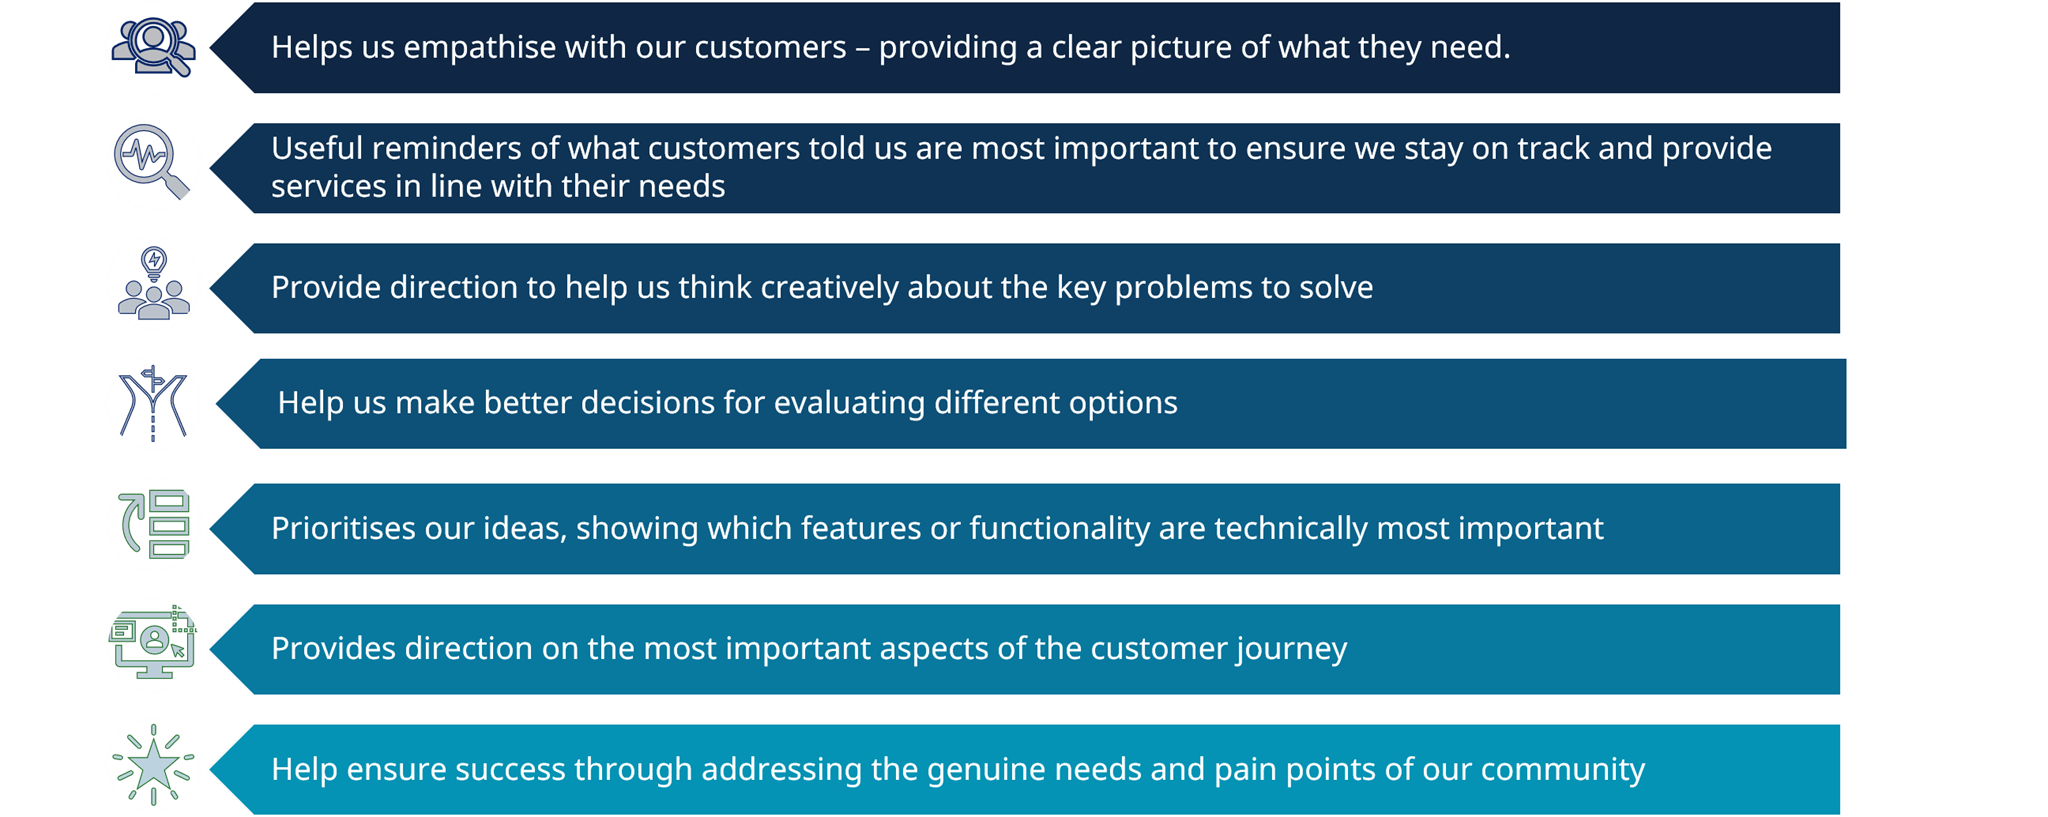 Helps us empathise with our customers – providing a clear picture of what they need.
Useful reminders of what customers told us are most important to ensure we stay on track and provide
services in line with their needs
Provide direction to help us think creatively about the key problems to solve
Help us make better decisions for evaluating different options
Prioritises our ideas, showing which features or functionality are technically most important
Provides direction on the most important aspects of the customer journey
Help ensure success through addressing the genuine needs and pain points of our community